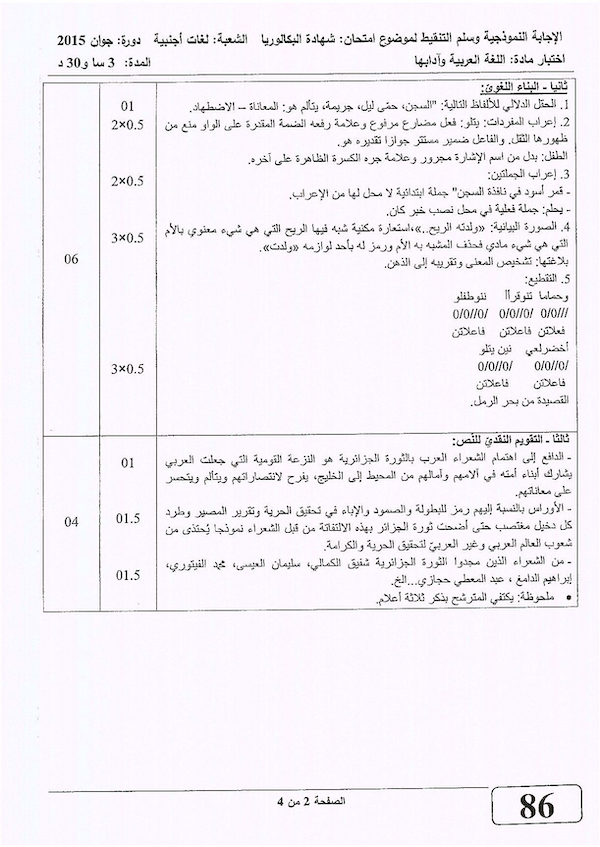 الإجابة النموذجية وسلم التنقيط لموضوع امتحان: شهادة البكالوريا الشعبة: لغات أجنبية دورة: جوان 2015
اختبار مادة: اللغة العربية وآدابها المدة: 3 سا و30 د
ثانيا - البناء اللغوي:
1. الحقل الدلالي للألفاظ التالية: "السجن، حمّى ليل، جريمة، يتألم هو: المعاناة – الاضطهاد. 01
2. إعراب المفردات: يتلو: فعل مضارع مرفوع وعلامة رفعه الضمة المقدرة على الواو منع من 2×0.5
ظهورها الثقل. والفاعل ضمير مستتر جوازا تقديره هو.
الطفل: بدل من اسم الإشارة مجرور وعلامة جره الكسرة الظاهرة على آخره.
3. إعراب الجملتين: 2×0.5
- قمر أسود في نافذة السجن" جملة ابتدائية لا محل لها من الإعراب.
- يحلم: جملة فعلية في محل نصب خبر كان.
4. الصورة البيانية: «ولدته الريح..»،استعارة مكنية شبه فيها الريح التي هي شيء معنوي بالأم 3×0.5
التي هي شيء مادي فحذف المشبه به الأم ورمز له بأحد لوازمه «ولدت».
06
بلاغتها: تشخيص المعنى وتقريبه إلى الذهن.
5. التقطيع:
وحماما تنوقرأأ ننوطفلو
0/0/// 0/0//0/ 0/0//0/
فعلاتن فاعلاتن فاعلاتن
أخضرلعي نين يتلو 3×0.5
0/0//0/ 0/0//0/
فاعلاتن فاعلاتن
القصيدة من بحر الرمل.
ثالثا - التقويم النقديّ للنّص:
- الدافع إلى اهتمام الشعراء العرب بالثورة الجزائرية هو النزعة القومية التي جعلت العربي 01
يشارك أبناء أمته في آلامهم وآمالهم من المحيط إلى الخليج، يفرح لانتصاراتهم ويتألم ويتحسر
على معاناتهم.
- الأوراس بالنسبة إليهم رمز للبطولة والصمود والإباء في تحقيق الحرية وتقرير المصير وطرد 01.5 04
كل دخيل مغتصب حتى أضحت ثورة الجزائر بهذه الالتفاتة من قبل الشعراء نموذجا يُحتذى من
شعوب العالم العربي وغير العربيّ لتحقيق الحرية والكرامة.
- من الشعراء الذين مجدوا الثورة الجزائرية شفيق الكمالي، سليمان العيسى، محمد الفيتوري، 01.5
إبراهيم الدامغ ، عبد المعطي حجازي...الخ.
• ملحوظة: يكتفي المترشح بذكر ثلاثة أعلام.
الصفحة 2 من 4
86